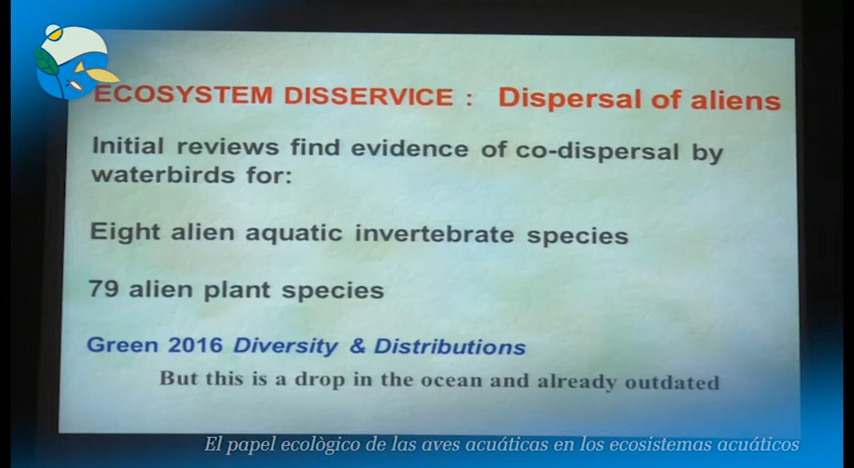 ECOSYSTEM DISSERVICE : Dispersal of aliens
Initial reviews find evidence of co-dispersal by
waterbirds for:
Eight alien aquatic invertebrate species
79 alien plant species
Green 2016 Diversity & Distributions
But this is a drop in the ocean and already outdated
El papel ecològico de las aves acuáticas en los ecosistemas acuáticos